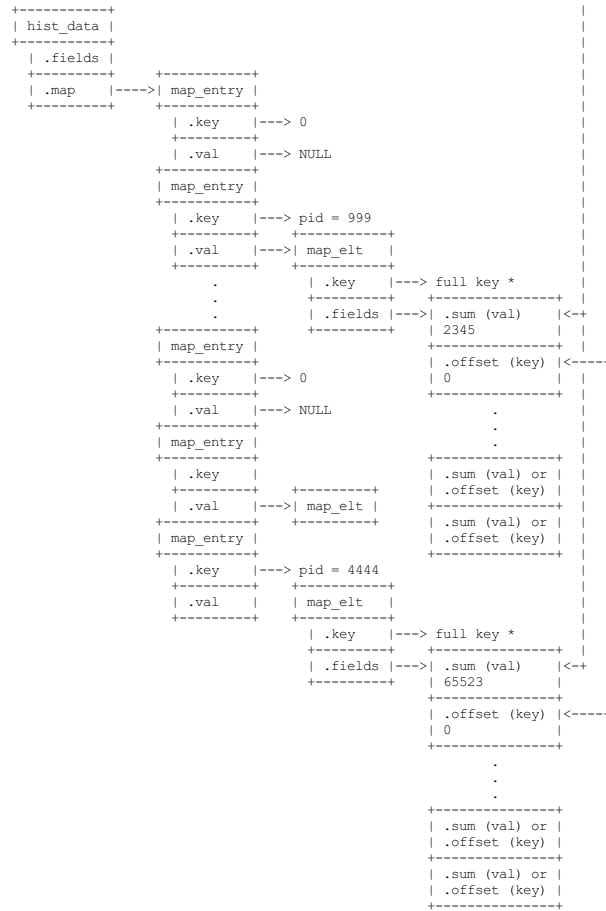 +-----------+                                                              |
| hist_data |                                                              |
+-----------+                                                              |
  | .fields |                                                              |
  +---------+     +-----------+                                            |
  | .map    |---->| map_entry |                                            |
  +---------+     +-----------+                                            |
                    | .key    |---> 0                                      |
                    +---------+                                            |
                    | .val    |---> NULL                                   |
                  +-----------+                                            |
                  | map_entry |                                            |
                  +-----------+                                            |
                    | .key    |---> pid = 999                              |
                    +---------+    +-----------+                           |
                    | .val    |--->| map_elt   |                           |
                    +---------+    +-----------+                           |
                         .           | .key    |---> full key *            |
                         .           +---------+    +---------------+      |
                         .           | .fields |--->| .sum (val)    |<-+   |
                  +-----------+      +---------+    | 2345          |  |   |
                  | map_entry |                     +---------------+  |   |
                  +-----------+                     | .offset (key) |<----
                    | .key    |---> 0               | 0             |  |
                    +---------+                     +---------------+  |
                    | .val    |---> NULL                    .          |
                  +-----------+                             .          |
                  | map_entry |                             .          |
                  +-----------+                     +---------------+  |
                    | .key    |                     | .sum (val) or |  |
                    +---------+    +---------+      | .offset (key) |  |
                    | .val    |--->| map_elt |      +---------------+  |
                  +-----------+    +---------+      | .sum (val) or |  |
                  | map_entry |                     | .offset (key) |  |
                  +-----------+                     +---------------+  |
                    | .key    |---> pid = 4444                         |
                    +---------+    +-----------+                       |
                    | .val    |    | map_elt   |                       |
                    +---------+    +-----------+                       |
                                     | .key    |---> full key *        |
                                     +---------+    +---------------+  |
                                     | .fields |--->| .sum (val)    |<-+
                                     +---------+    | 65523         |
                                                    +---------------+
                                                    | .offset (key) |<----
                                                    | 0             |
                                                    +---------------+
                                                            .
                                                            .
                                                            .
                                                    +---------------+
                                                    | .sum (val) or |
                                                    | .offset (key) |
                                                    +---------------+
                                                    | .sum (val) or |
                                                    | .offset (key) |
                                                    +---------------+